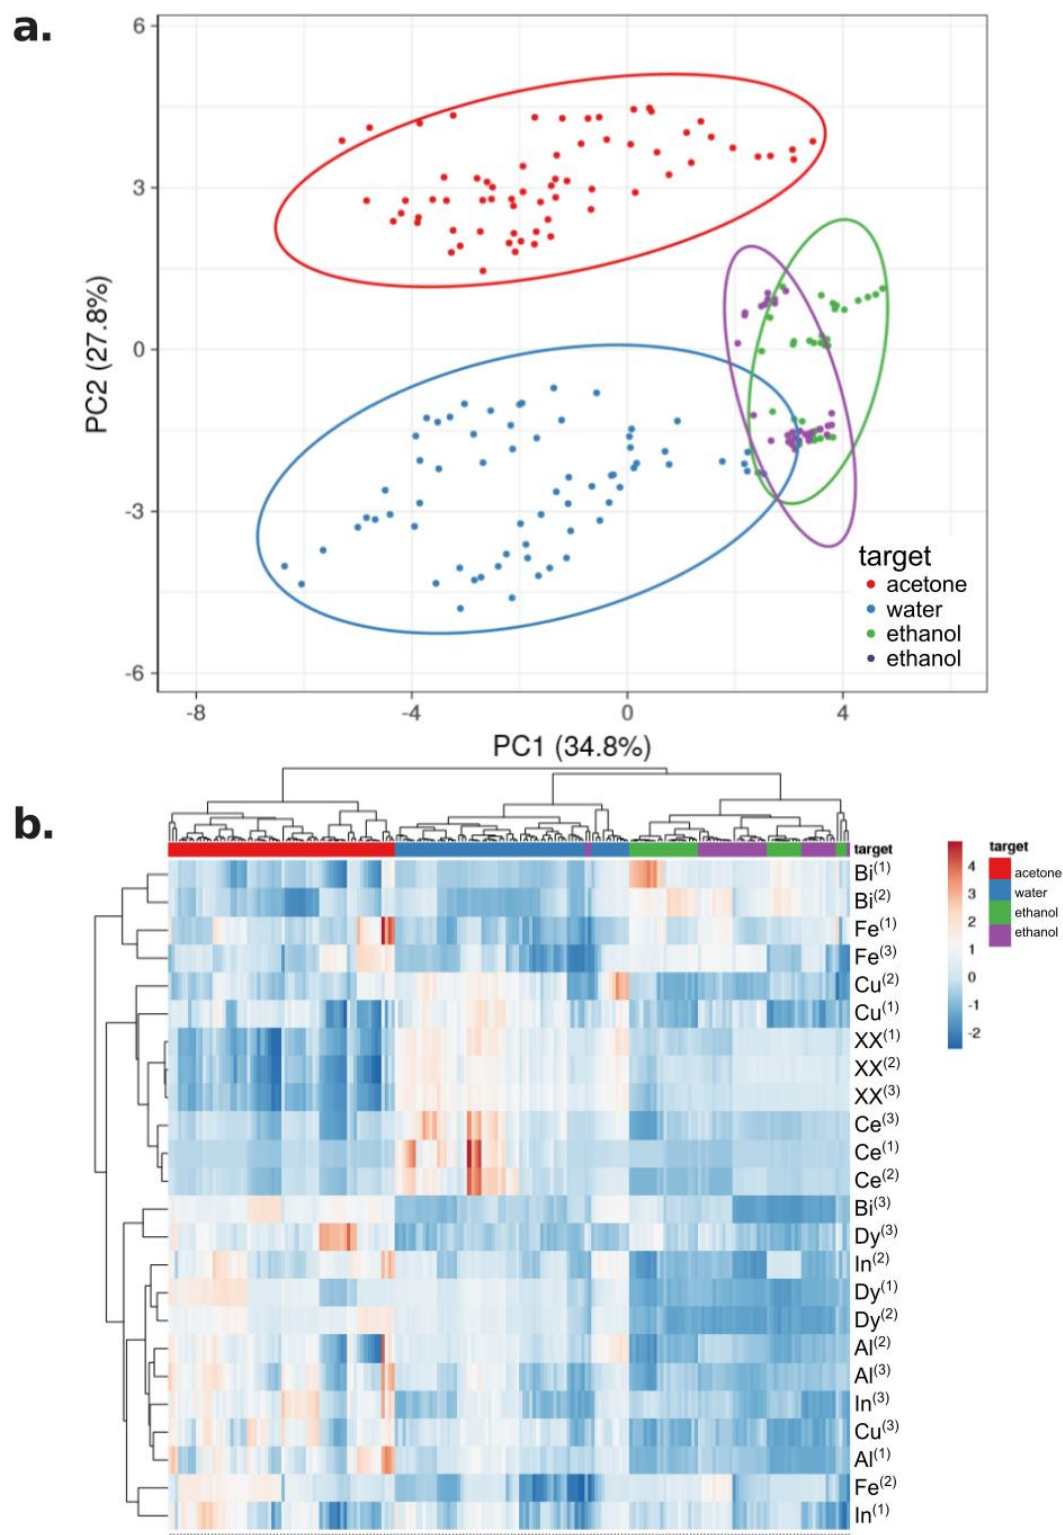 a.
6
3
0
-3
-6
PC2 (27.8%)
target
acetone
water
ethanol
ethanol
-8 -4 0 4
PC1 (34.8%)
b.
target
Bi(1)
Bi(2)
Fe(1)
Fe(3)
Cu(2)
Cu(1)
XX(1)
XX(2)
XX(3)
Ce(3)
Ce(1)
Ce(2)
Bi(3)
Dy(3)
In(2)
Dy(1)
Dy(2)
Al(2)
Al(3)
In(3)
Cu(3)
Al(1)
Fe(2)
In(1)
4
3
2
1
0
-1
-2
target
acetone
water
ethanol
ethanol